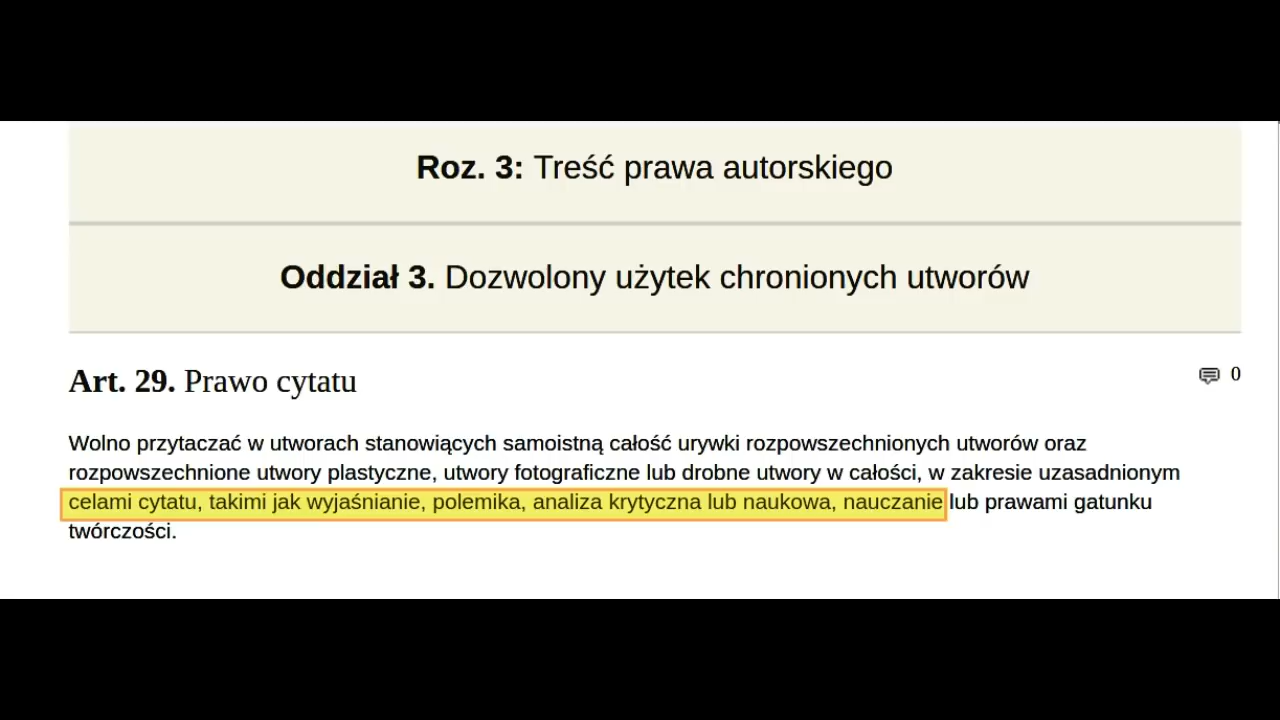 Roz. 3: Treść prawa autorskiego
Oddział 3. Dozwolony użytek chronionych utworów
Art. 29. Prawo cytatu
0
Wolno przytaczać w utworach stanowiących samoistną całość urywki rozpowszechnionych utworów oraz
rozpowszechnione utwory plastyczne, utwory fotograficzne lub drobne utwory w całości, w zakresie uzasadnionym
celami cytatu, takimi jak wyjaśnianie, polemika, analiza krytyczna lub naukowa, nauczanie lub prawami gatunku
twórczości.